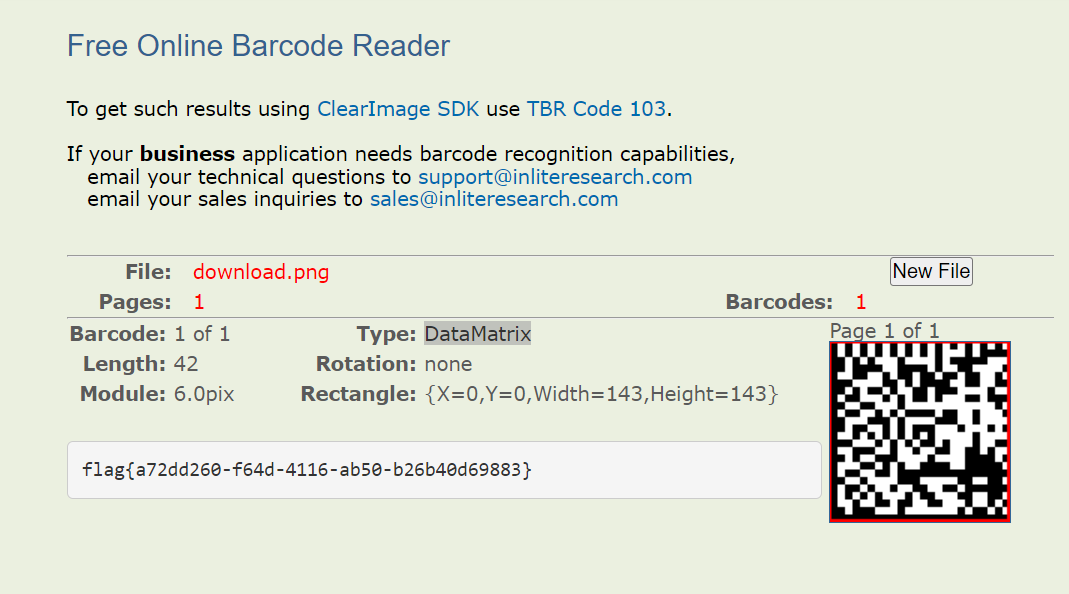 Free Online Barcode Reader
To get such results using ClearImage SDK use TBR Code 103.
If your business application needs barcode recognition capabilities,
email your technical questions to support@inliteresearch.com
email your sales inquiries to sales@inliteresearch.com
File: download.png New File
Pages: 1 Barcodes: 1
Barcode: 1 of 1 Type: DataMatrix Page 1 of 1
Length: 42 Rotation: none
Module: 6.0pix Rectangle: {X=0,Y=0,Width=143,Height=143}
flag{a72dd260-f64d-4116-ab50-b26b40d69883}